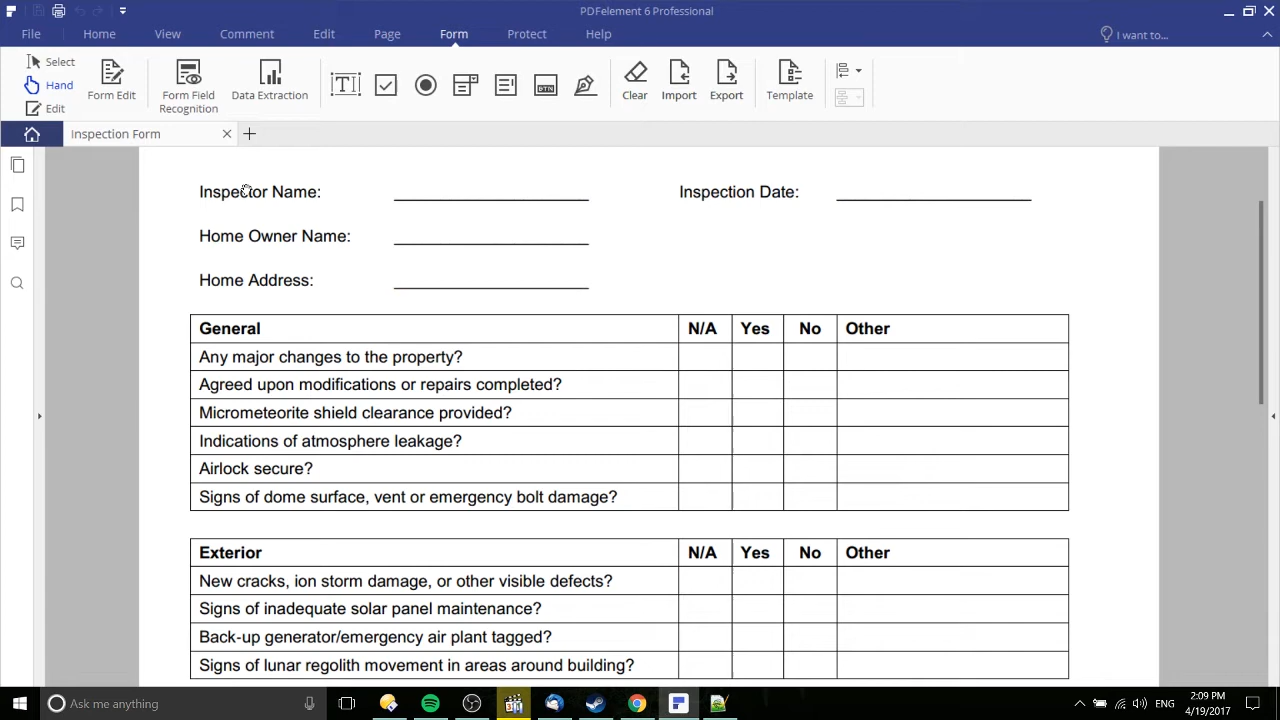 PDFelement 6 Professional
File Home View Comment Edit Page Form Protect Help I want to...
Select
Hand
Edit
Form Edit
Form Field Recognition
Data Extraction
T
BTN
Clear Import Export Template
Inspection Form
Inspector Name: Inspection Date:
Home Owner Name:
Home Address:
General N/A Yes No Other
Any major changes to the property?
Agreed upon modifications or repairs completed?
Micrometeorite shield clearance provided?
Indications of atmosphere leakage?
Airlock secure?
Signs of dome surface, vent or emergency bolt damage?
Exterior N/A Yes No Other
New cracks, ion storm damage, or other visible defects?
Signs of inadequate solar panel maintenance?
Back-up generator/emergency air plant tagged?
Signs of lunar regolith movement in areas around building?
Ask me anything ENG 2:09 PM
4/19/2017